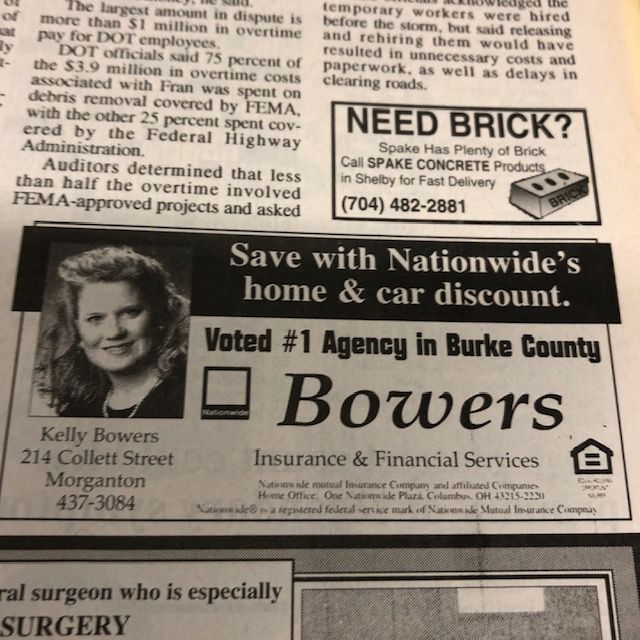 The largest amount in dispute is
more than $1 million in overtime
pay for DOT employees.
DOT officials said 75 percent of
the $3.9 million in overtime costs
associated with Fran was spent on
debris removal covered by FEMA,
with the other 25 percent spent cov-
ered by the Federal Highway
Administration.
Auditors determined that less
than half the overtime involved
FEMA-approved projects and asked
temporary workers were hired
before the storm, but said releasing
and rehiring them would have
resulted in unnecessary costs and
paperwork, as well as delays in
clearing roads.
NEED BRICK?
Spake Has Plenty of Brick
Call SPAKE CONCRETE Products
in Shelby for Fast Delivery
(704) 482-2881
BRICK
Save with Nationwide's
home & car discount.
Voted #1 Agency in Burke County
Nationwide
Bowers
Insurance & Financial Services
Kelly Bowers
214 Collett Street
Morganton
437-3084
Nationwide mutual Insurance Company and affiliated Companies
Home Office: One Nationwide Plaza, Columbus, OH 43215-2220
Nationwide® is a registered federal service mark of Nationwide Mutual Insurance Compnay
ral surgeon who is especially
SURGERY